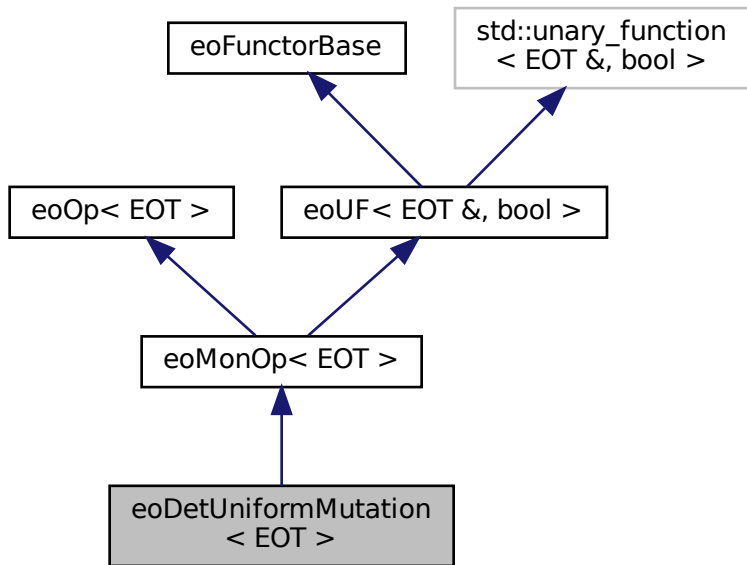 eoFunctorBase
std::unary_function
< EOT &, bool >
eoOp< EOT >
eoUF< EOT &, bool >
eoMonOp< EOT >
eoDetUniformMutation
< EOT >